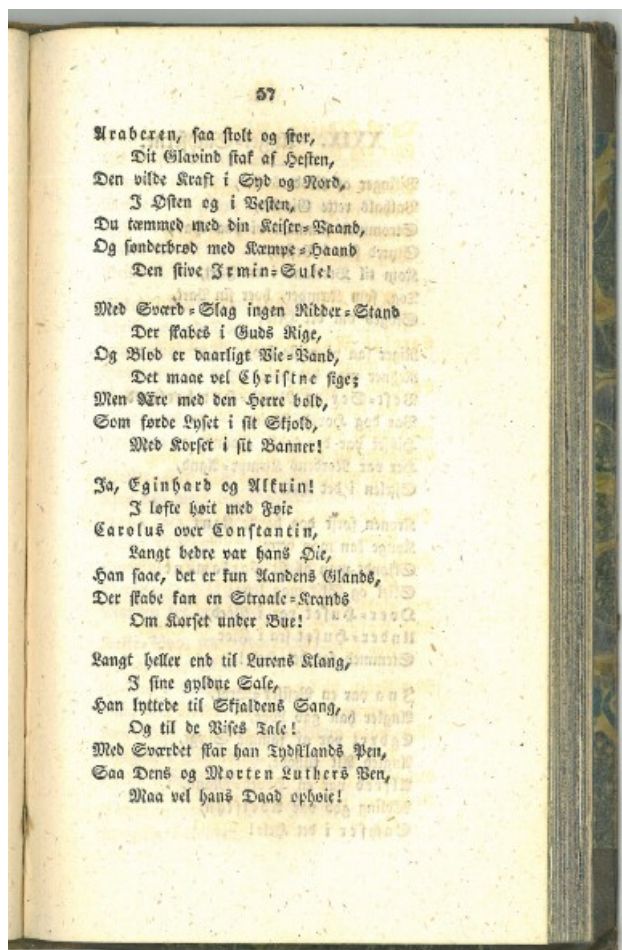 57
Araberen, saa stolt og stor,
Dit Glavind stak af Hesten,
Den vilde Kraft i Syd og Nord,
I Østen og i Vesten,
Du tæmmed med din Keiser-Vaand,
Og sønderbrød med Kæmpe-Haand
Den stive Irmin-Sule!
Med Sværd-Slag ingen Ridder-Stand
Der skabes i Guds Rige,
Og Blod er daarligt Vie-Vand,
Det maae vel Christne sige;
Men Ære med den Herre bold,
Som førde Lyset i sit Skjold,
Med Korset i sit Banner!
Ja, Eginhard og Alkuin!
I løfte høit med Føie
Carolus over Constantin,
Langt bedre var hans Øie,
Han saae, det er kun Aandens Glands,
Der skabe kan en Straale-Krands
Om Korset under Bue!
Langt heller end til Lurens Klang,
I sine gyldne Sale,
Han lyttede til Skjaldens Sang,
Og til de Vises Tale!
Med Sværdet skar han Tydsklands Pen,
Saa Dens og Morten Luthers Ven,
Maa vel hans Daad ophøie!